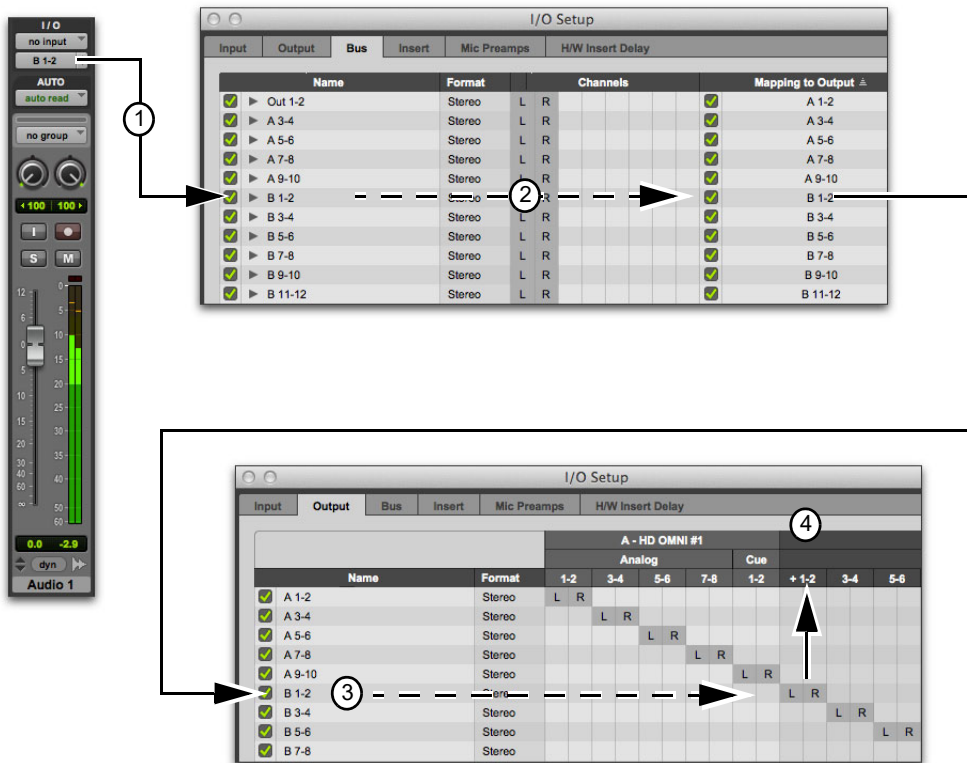 I/O
no input
B 1-2
AUTO
auto read
no group
100 100
I
S M
12
6
0
5
10
15
20
30
40
60
∞
0
5
10
15
20
25
30
35
40
50
60
0.0 -2.9
dyn
Audio 1
1
I/O Setup
Input Output Bus Insert Mic Preamps H/W Insert Delay
Name Format Channels Mapping to Output
Out 1-2 Stereo L R A 1-2
A 3-4 Stereo L R A 3-4
A 5-6 Stereo L R A 5-6
A 7-8 Stereo L R A 7-8
A 9-10 Stereo L R A 9-10
B 1-2 Stereo 2 R B 1-2
B 3-4 Stereo L R B 3-4
B 5-6 Stereo L R B 5-6
B 7-8 Stereo L R B 7-8
B 9-10 Stereo L R B 9-10
B 11-12 Stereo L R B 11-12
I/O Setup
Input Output Bus Insert Mic Preamps H/W Insert Delay
4
A - HD OMNI #1
Analog Cue
Name Format 1-2 3-4 5-6 7-8 1-2 + 1-2 3-4 5-6
A 1-2 Stereo L R
A 3-4 Stereo L R
A 5-6 Stereo L R
A 7-8 Stereo L R
A 9-10 Stereo L R
B 1-2 3 Stereo L R
B 3-4 Stereo L R
B 5-6 Stereo L R
B 7-8 Stereo